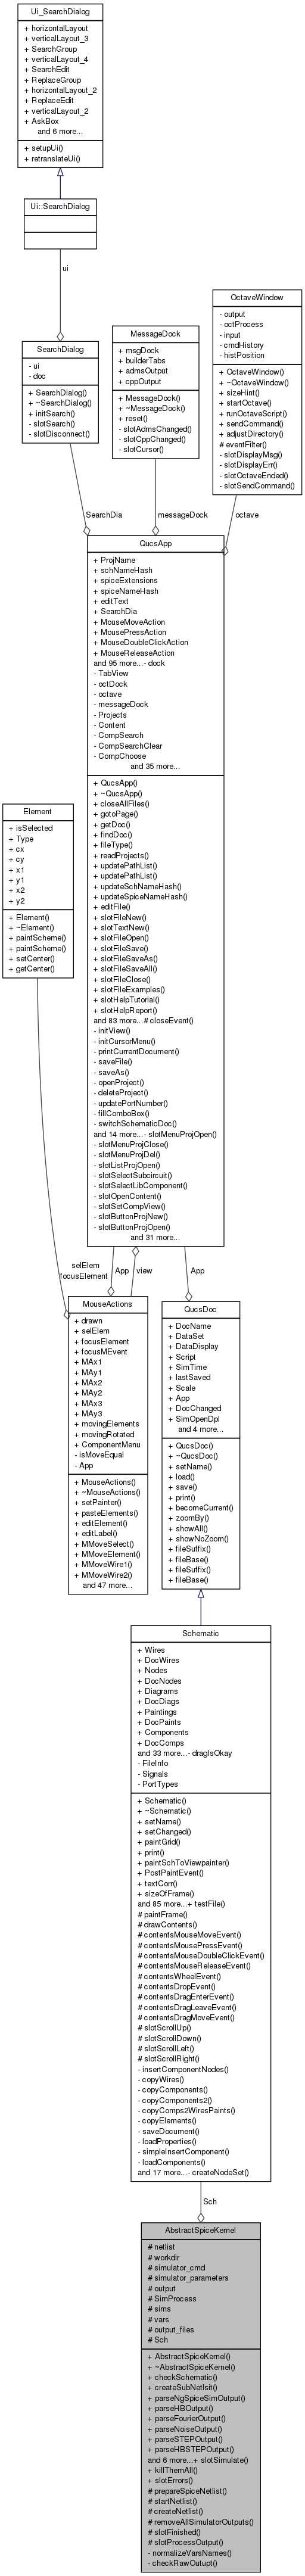 Ui_SearchDialog
+ horizontalLayout
+ verticalLayout_3
+ SearchGroup
+ verticalLayout_4
+ SearchEdit
+ ReplaceGroup
+ horizontalLayout_2
+ ReplaceEdit
+ verticalLayout_2
+ AskBox
and 6 more...
+ setupUi()
+ retranslateUi()
Ui::SearchDialog
ui
SearchDialog
- ui
- doc
+ SearchDialog()
+ ~SearchDialog()
+ initSearch()
- slotSearch()
- slotDisconnect()
MessageDock
+ msgDock
+ builderTabs
+ admsOutput
+ cppOutput
+ MessageDock()
+ ~MessageDock()
+ reset()
- slotAdmsChanged()
- slotCppChanged()
- slotCursor()
OctaveWindow
- output
- octProcess
- input
- cmdHistory
- histPosition
+ OctaveWindow()
+ ~OctaveWindow()
+ sizeHint()
+ startOctave()
+ runOctaveScript()
+ sendCommand()
+ adjustDirectory()
# eventFilter()
- slotDisplayMsg()
- slotDisplayErr()
- slotOctaveEnded()
- slotSendCommand()
SearchDia
messageDock
octave
QucsApp
+ ProjName
+ schNameHash
+ spiceExtensions
+ spiceNameHash
+ editText
+ SearchDia
+ MouseMoveAction
+ MousePressAction
+ MouseDoubleClickAction
+ MouseReleaseAction
and 95 more...- dock
- TabView
- octDock
- octave
- messageDock
- Projects
- Content
- CompSearch
- CompSearchClear
- CompChoose
and 35 more...
+ QucsApp()
+ ~QucsApp()
+ closeAllFiles()
+ gotoPage()
+ getDoc()
+ findDoc()
+ fileType()
+ readProjects()
+ updatePathList()
+ updatePathList()
+ updateSchNameHash()
+ updateSpiceNameHash()
+ editFile()
+ slotFileNew()
+ slotTextNew()
+ slotFileOpen()
+ slotFileSave()
+ slotFileSaveAs()
+ slotFileSaveAll()
+ slotFileClose()
+ slotFileExamples()
+ slotHelpTutorial()
+ slotHelpReport()
and 83 more...# closeEvent()
- initView()
- initCursorMenu()
- printCurrentDocument()
- saveFile()
- saveAs()
- openProject()
- deleteProject()
- updatePortNumber()
- fillComboBox()
- switchSchematicDoc()
and 14 more...- slotMenuProjOpen()
- slotMenuProjClose()
- slotMenuProjDel()
- slotListProjOpen()
- slotSelectSubcircuit()
- slotSelectLibComponent()
- slotOpenContent()
- slotSetCompView()
- slotButtonProjNew()
- slotButtonProjOpen()
and 31 more...
Element
+ isSelected
+ Type
+ cx
+ cy
+ x1
+ y1
+ x2
+ y2
+ Element()
+ ~Element()
+ paintScheme()
+ paintScheme()
+ setCenter()
+ getCenter()
selElem
focusElement
App
view
App
MouseActions
+ drawn
+ selElem
+ focusElement
+ focusMEvent
+ MAx1
+ MAy1
+ MAx2
+ MAy2
+ MAx3
+ MAy3
+ movingElements
+ movingRotated
+ ComponentMenu
- isMoveEqual
- App
+ MouseActions()
+ ~MouseActions()
+ setPainter()
+ pasteElements()
+ editElement()
+ editLabel()
+ MMoveSelect()
+ MMoveElement()
+ MMoveWire1()
+ MMoveWire2()
and 47 more...
QucsDoc
+ DocName
+ DataSet
+ DataDisplay
+ Script
+ SimTime
+ lastSaved
+ Scale
+ App
+ DocChanged
+ SimOpenDpl
and 4 more...
+ QucsDoc()
+ ~QucsDoc()
+ setName()
+ load()
+ save()
+ print()
+ becomeCurrent()
+ zoomBy()
+ showAll()
+ showNoZoom()
+ fileSuffix()
+ fileBase()
+ fileSuffix()
+ fileBase()
Schematic
+ Wires
+ DocWires
+ Nodes
+ DocNodes
+ Diagrams
+ DocDiags
+ Paintings
+ DocPaints
+ Components
+ DocComps
and 33 more...- dragIsOkay
- FileInfo
- Signals
- PortTypes
+ Schematic()
+ ~Schematic()
+ setName()
+ setChanged()
+ paintGrid()
+ print()
+ paintSchToViewpainter()
+ PostPaintEvent()
+ textCorr()
+ sizeOfFrame()
and 85 more...+ testFile()
# paintFrame()
# drawContents()
# contentsMouseMoveEvent()
# contentsMousePressEvent()
# contentsMouseDoubleClickEvent()
# contentsMouseReleaseEvent()
# contentsWheelEvent()
# contentsDropEvent()
# contentsDragEnterEvent()
# contentsDragLeaveEvent()
# contentsDragMoveEvent()
# slotScrollUp()
# slotScrollDown()
# slotScrollLeft()
# slotScrollRight()
- insertComponentNodes()
- copyWires()
- copyComponents()
- copyComponents2()
- copyComps2WiresPaints()
- copyElements()
- saveDocument()
- loadProperties()
- simpleInsertComponent()
- loadComponents()
and 17 more...- createNodeSet()
Sch
AbstractSpiceKernel
# netlist
# workdir
# simulator_cmd
# simulator_parameters
# output
# SimProcess
# sims
# vars
# output_files
# Sch
+ AbstractSpiceKernel()
+ ~AbstractSpiceKernel()
+ checkSchematic()
+ createSubNetlsit()
+ parseNgSpiceSimOutput()
+ parseHBOutput()
+ parseFourierOutput()
+ parseNoiseOutput()
+ parseSTEPOutput()
+ parseHBSTEPOutput()
and 6 more...+ slotSimulate()
+ killThemAll()
+ slotErrors()
# prepareSpiceNetlist()
# startNetlist()
# createNetlist()
# removeAllSimulatorOutputs()
# slotFinished()
# slotProcessOutput()
- normalizeVarsNames()
- checkRawOutupt()